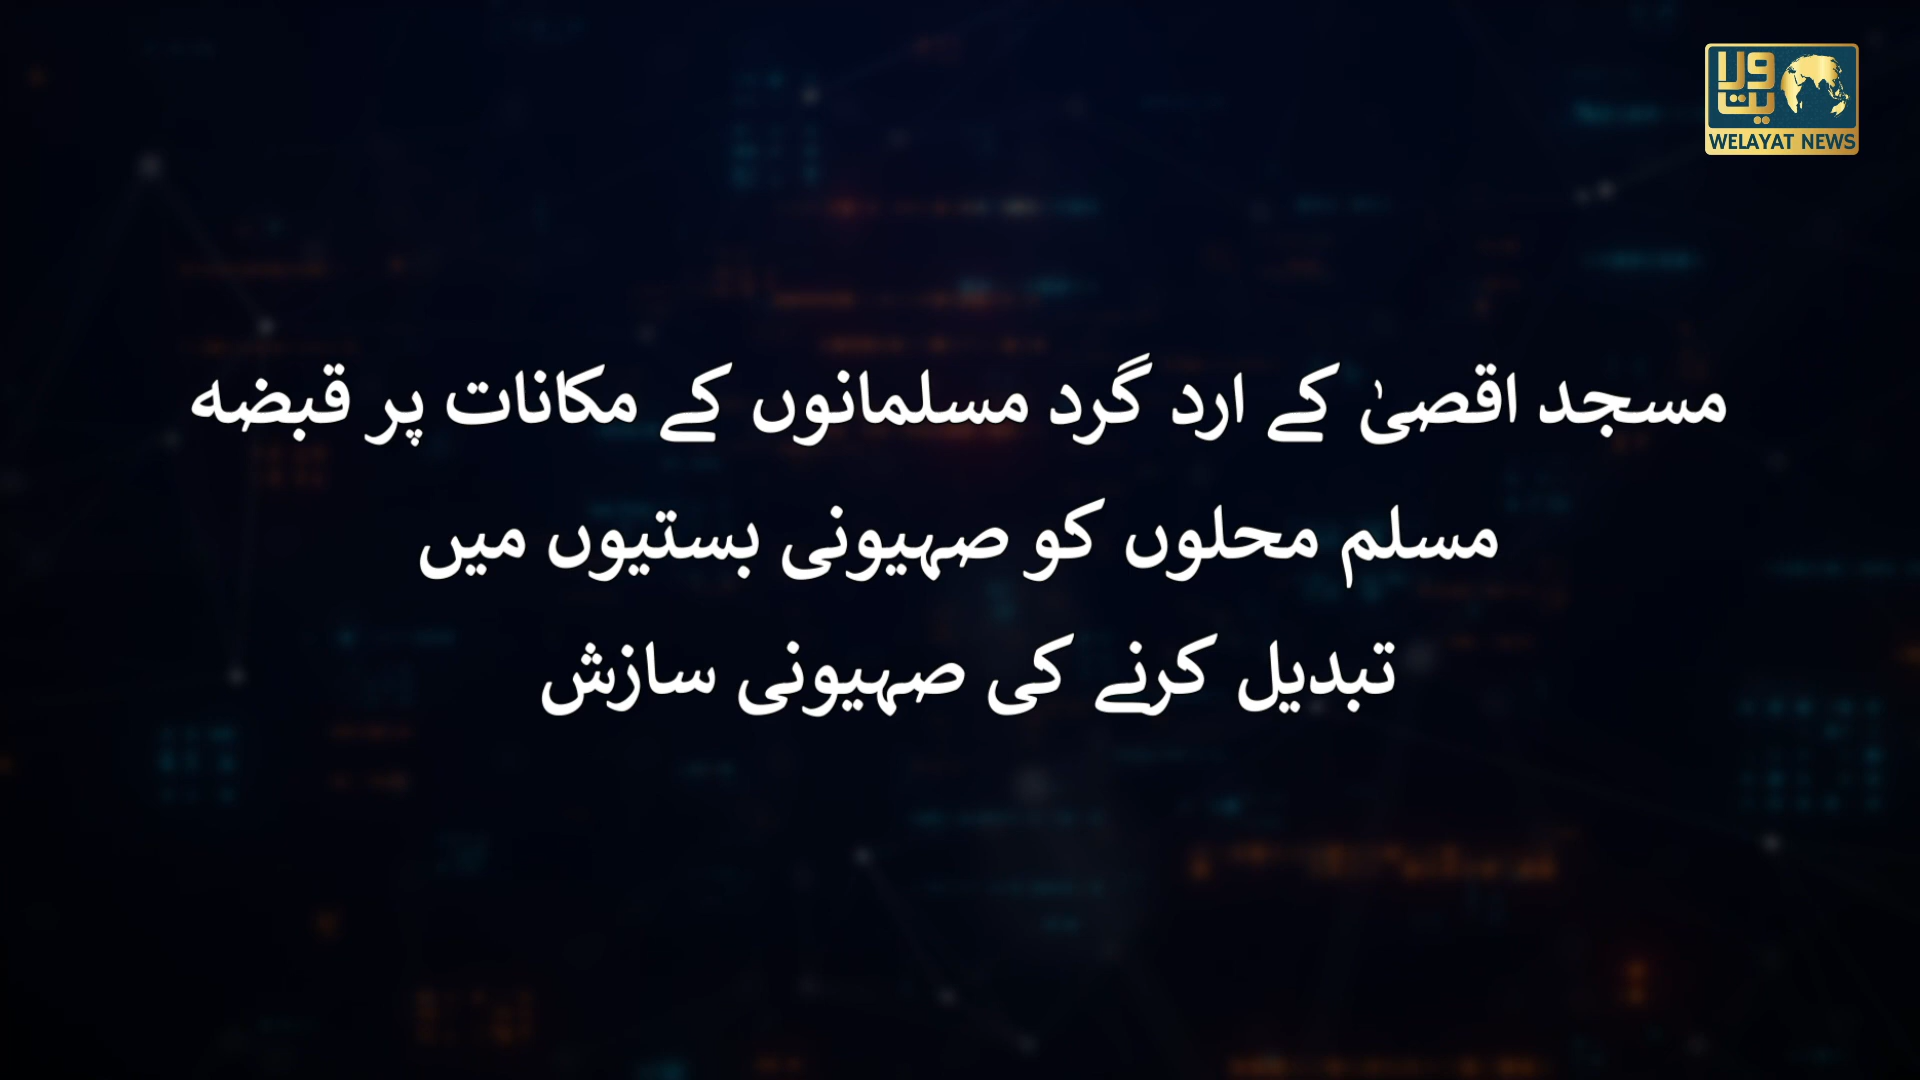 ولایت
WELAYAT NEWS
مسجد اقصیٰ کے ارد گرد مسلمانوں کے مکانات پر قبضہ
مسلم محلوں کو صہیونی بستیوں میں
تبدیل کرنے کی صہیونی سازش